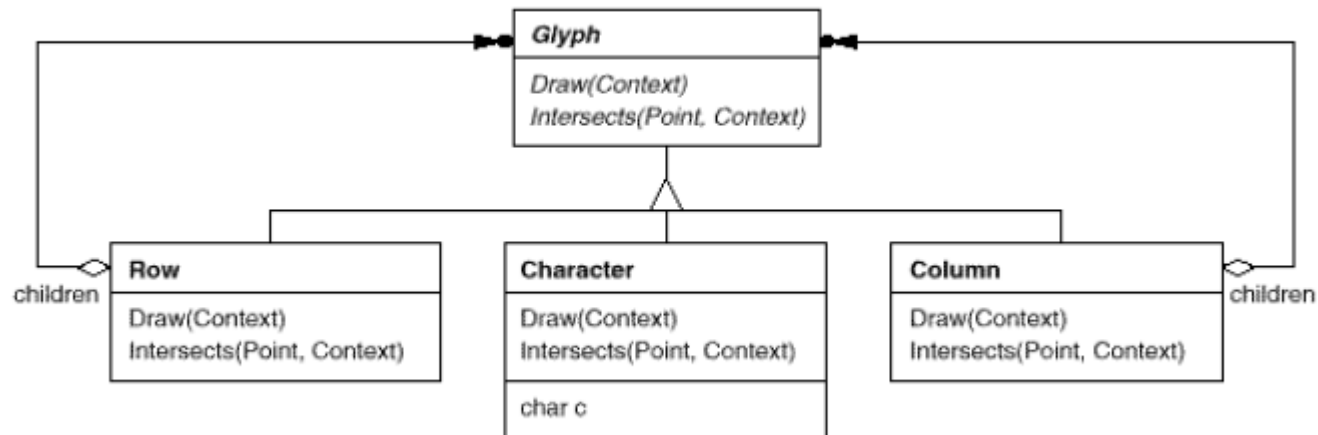 Glyph
Draw(Context)
Intersects(Point, Context)
children
Row
Draw(Context)
Intersects(Point, Context)
Character
Draw(Context)
Intersects(Point, Context)
char c
Column
Draw(Context)
Intersects(Point, Context)
children